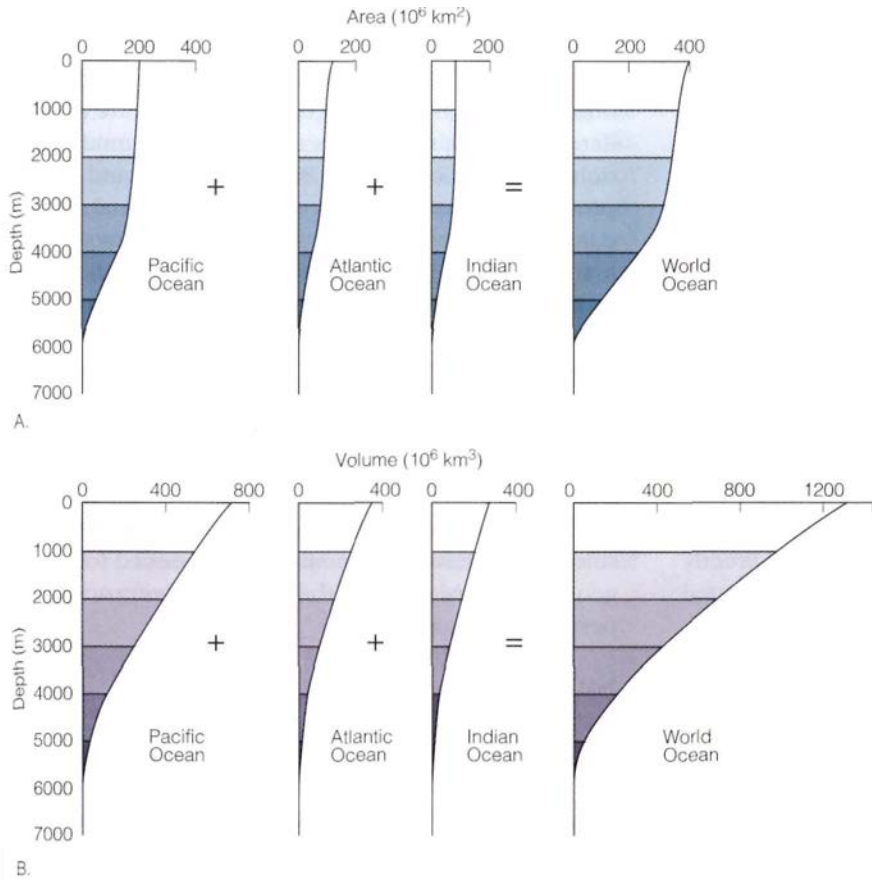 Area (10⁶ km²)
0 200 400 0 200 0 200 0 200 400
0
1000
2000
3000
4000
5000
6000
7000
Depth (m)
+ + =
Pacific
Ocean
Atlantic
Ocean
Indian
Ocean
World
Ocean
A.
Volume (10⁶ km³)
0 400 800 0 400 0 400 0 400 800 1200
0
1000
2000
3000
4000
5000
6000
7000
Depth (m)
+ + =
Pacific
Ocean
Atlantic
Ocean
Indian
Ocean
World
Ocean
B.